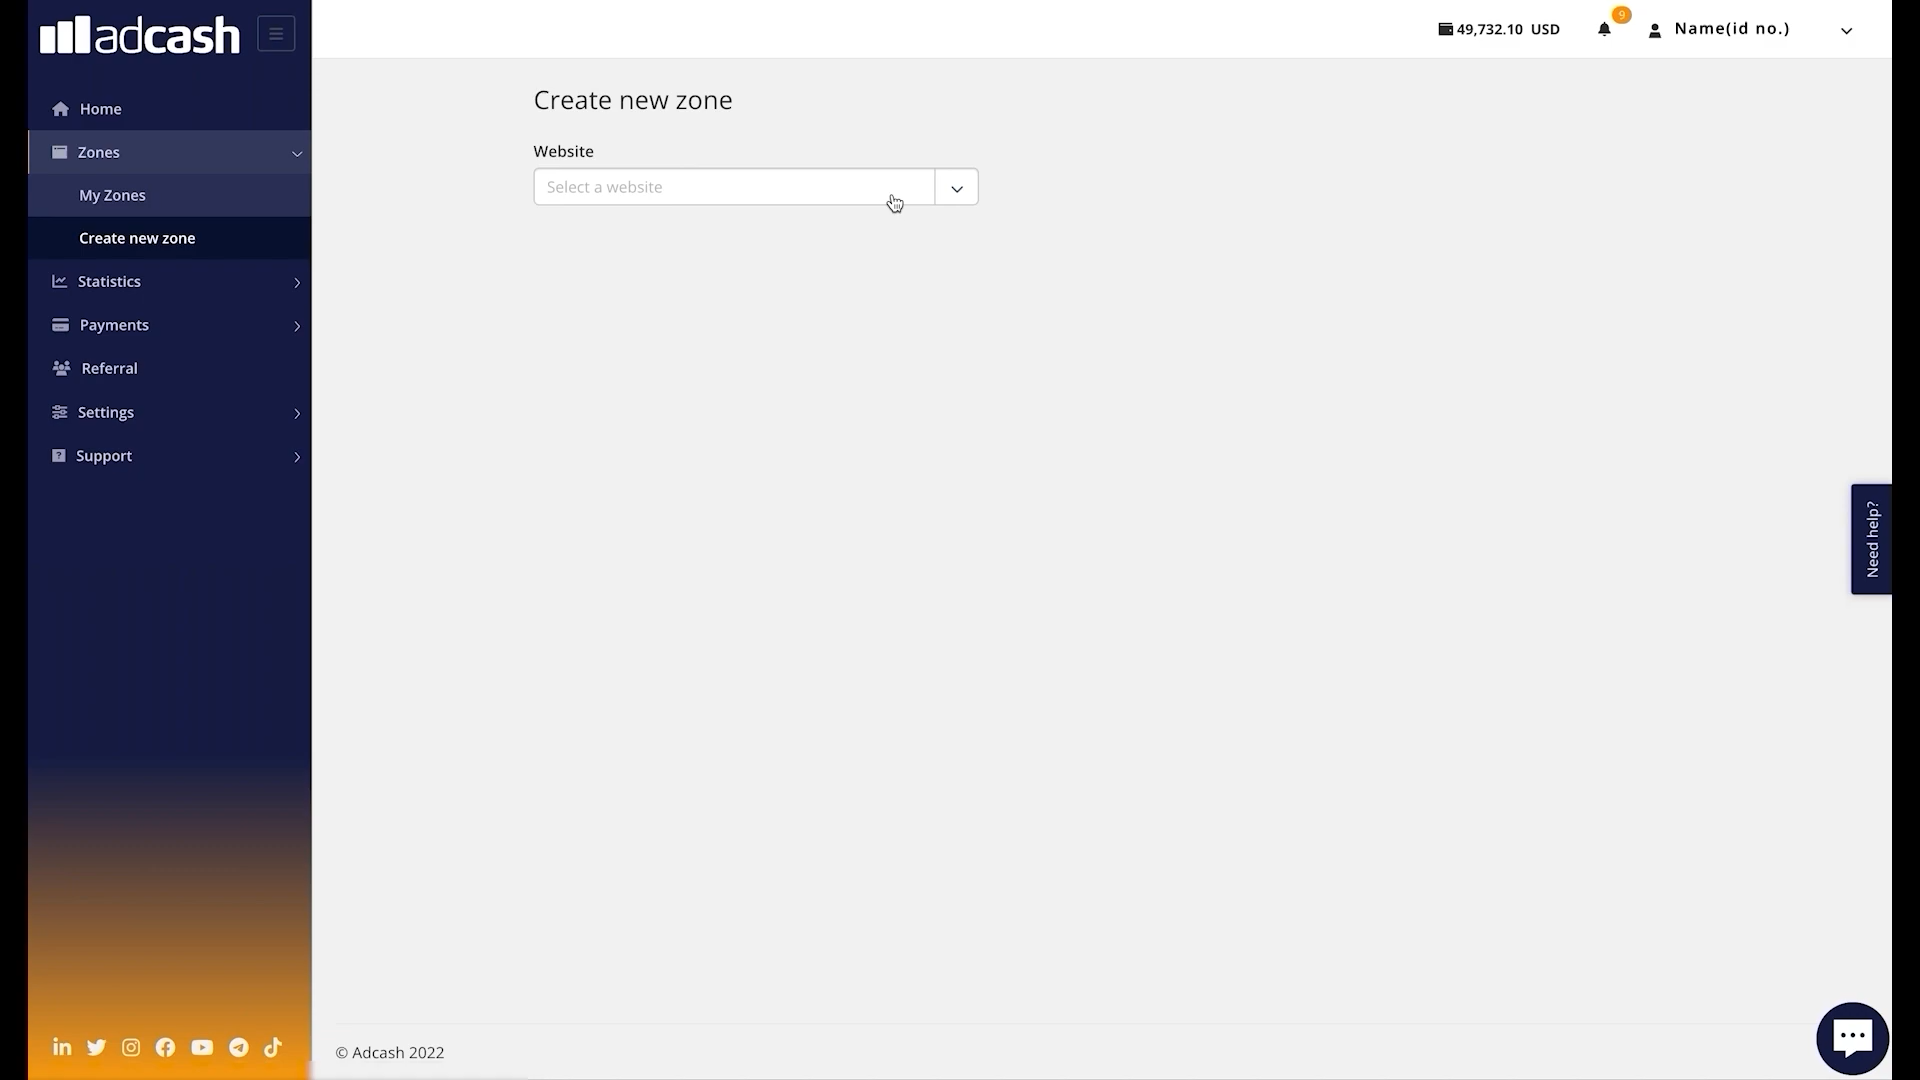 adcash
49,732.10 USD
9
Name(id no.)
Home
Zones
My Zones
Create new zone
Statistics
Payments
Referral
Settings
Support
Create new zone
Website
Select a website
Need help?
© Adcash 2022